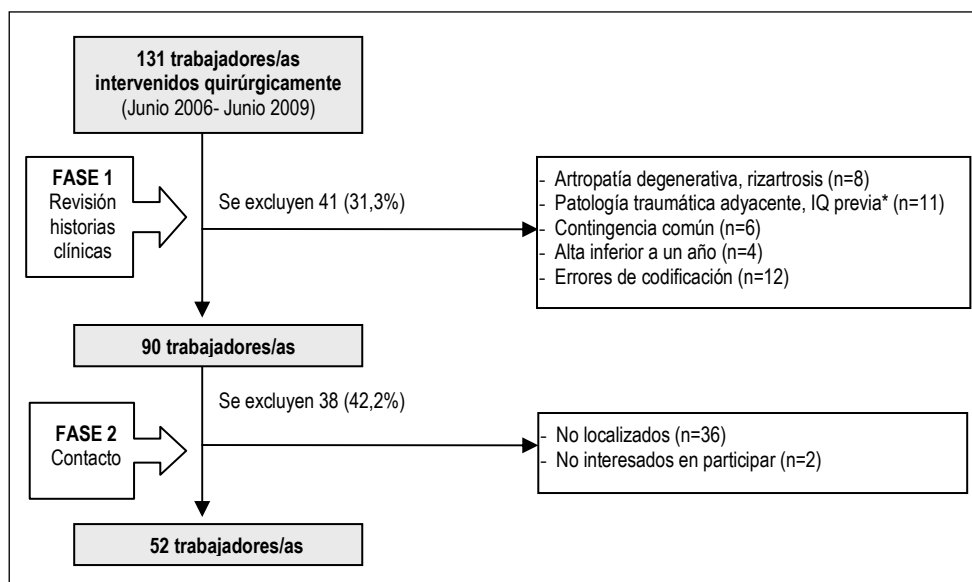 131 trabajadores/as
intervenidos quirúrgicamente
(Junio 2006- Junio 2009)
FASE 1
Revisión
historias
clínicas
Se excluyen 41 (31,3%)
- Artropatía degenerativa, rizartrosis (n=8)
- Patología traumática adyacente, IQ previa* (n=11)
- Contingencia común (n=6)
- Alta inferior a un año (n=4)
- Errores de codificación (n=12)
90 trabajadores/as
Se excluyen 38 (42,2%)
FASE 2
Contacto
- No localizados (n=36)
- No interesados en participar (n=2)
52 trabajadores/as